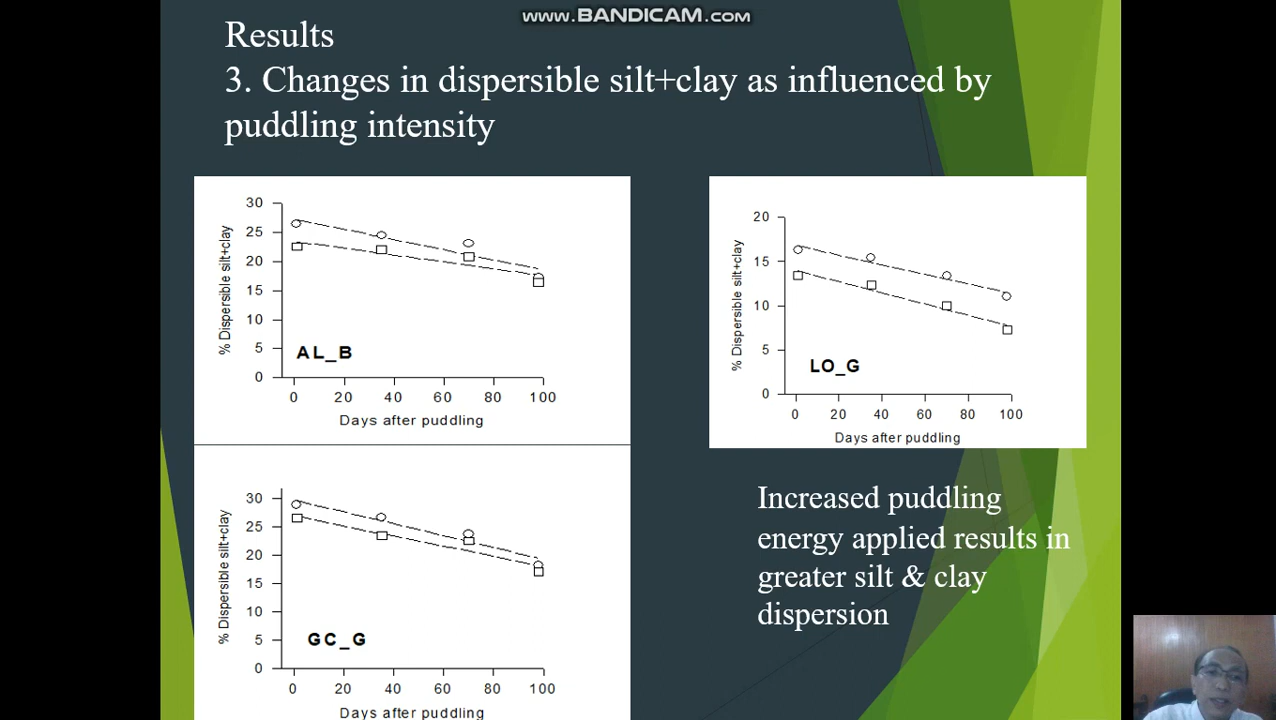 www.BANDICAM.com
Results
3. Changes in dispersible silt+clay as influenced by
puddling intensity
30
25
20
15
10
5
0
% Dispersible silt+clay
AL_B
0 20 40 60 80 100
Days after puddling
20
15
10
5
0
% Dispersible silt+clay
LO_G
0 20 40 60 80 100
Days after puddling
30
25
20
15
10
5
0
% Dispersible silt+clay
GC_G
0 20 40 60 80 100
Days after puddling
Increased puddling
energy applied results in
greater silt & clay
dispersion